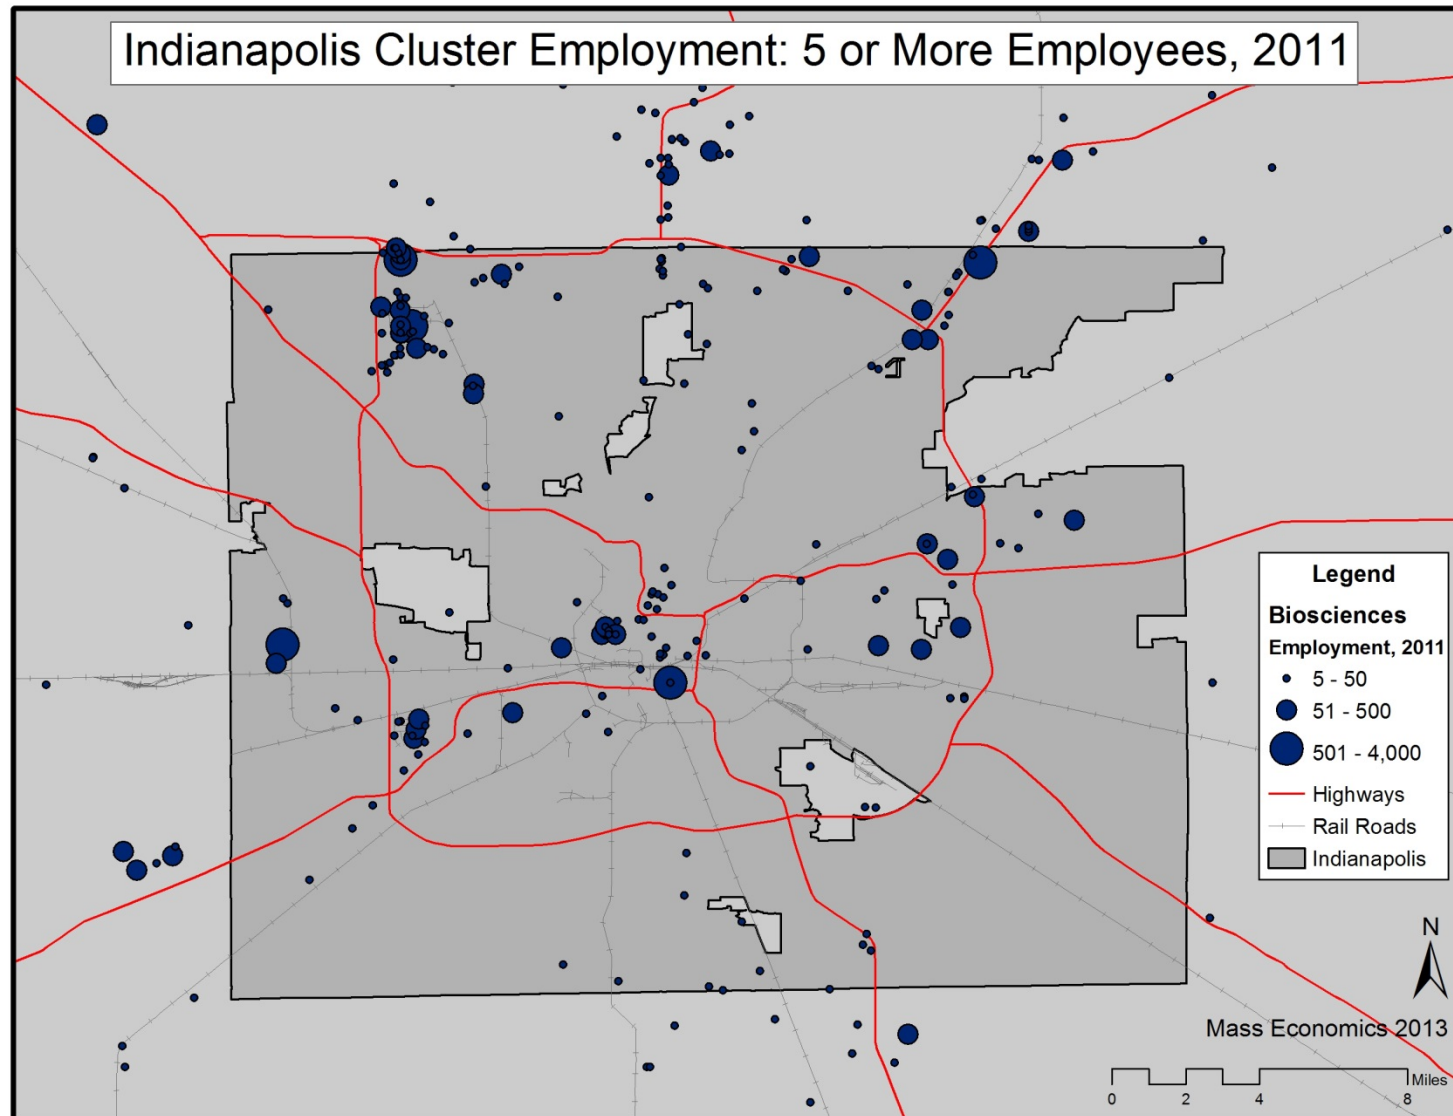 Indianapolis Cluster Employment: 5 or More Employees, 2011
Legend
Biosciences
Employment, 2011
5 - 50
51 - 500
501 - 4,000
Highways
Rail Roads
Indianapolis
N
Mass Economics 2013
Miles
0 2 4 8